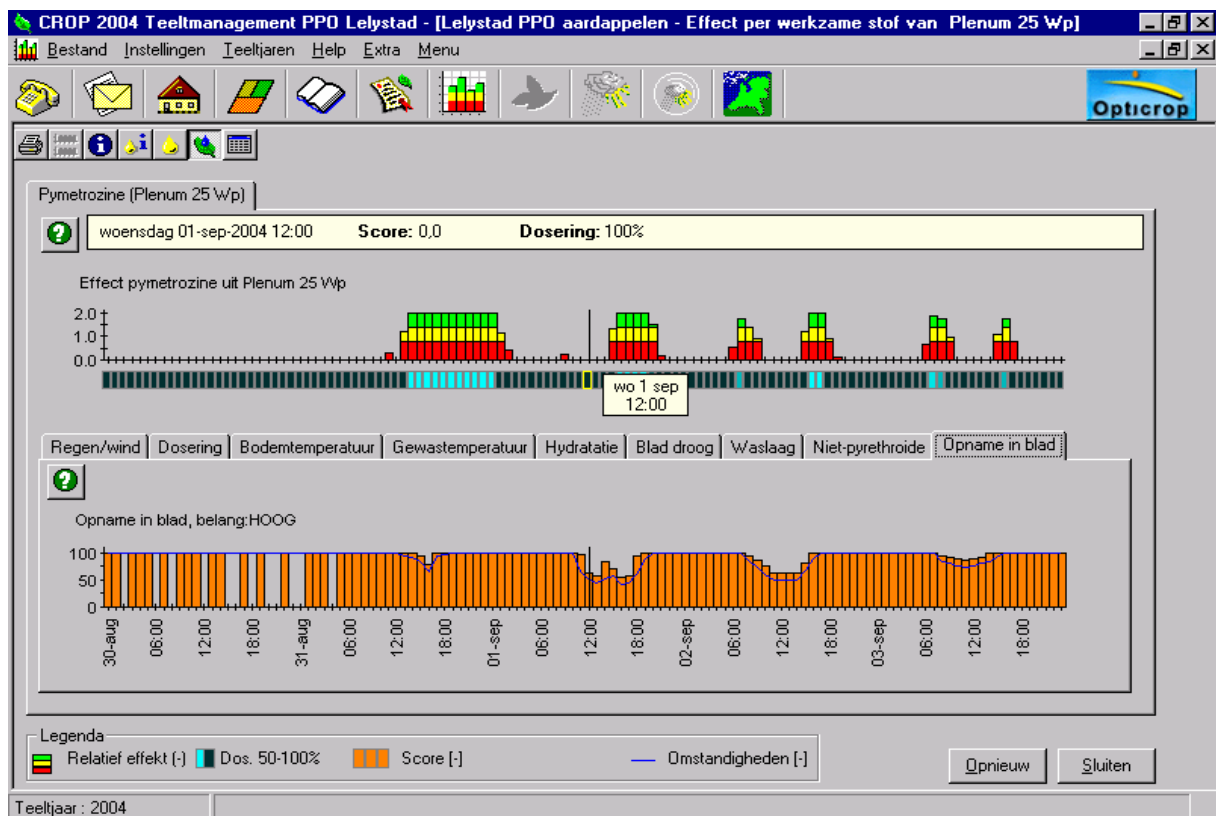 CROP 2004 Teeltmanagement PPO Lelystad - [Lelystad PPO aardappelen - Effect per werkzame stof van Plenum 25 Wp]
Bestand Instellingen Teeltjaren Help Extra Menu
Opticrop
Pymetrozine (Plenum 25 Wp)
woensdag 01-sep-2004 12:00 Score: 0,0 Dosering: 100%
Effect pymetrozine uit Plenum 25 Wp
2.0
1.0
0.0
wo 1 sep
12:00
Regen/wind Dosering Bodemtemperatuur Gewastemperatuur Hydratatie Blad droog Waslaag Niet-pyrethroide Opname in blad
Opname in blad, belang:HOOG
100
50
0
30-aug 06:00 12:00 18:00 31-aug 06:00 12:00 18:00 01-sep 06:00 12:00 18:00 02-sep 06:00 12:00 18:00 03-sep 06:00 12:00 18:00
Legenda
Relatief effekt (-) Dos. 50-100% Score [-] Omstandigheden [-]
Opnieuw Sluiten
Teeltjaar : 2004